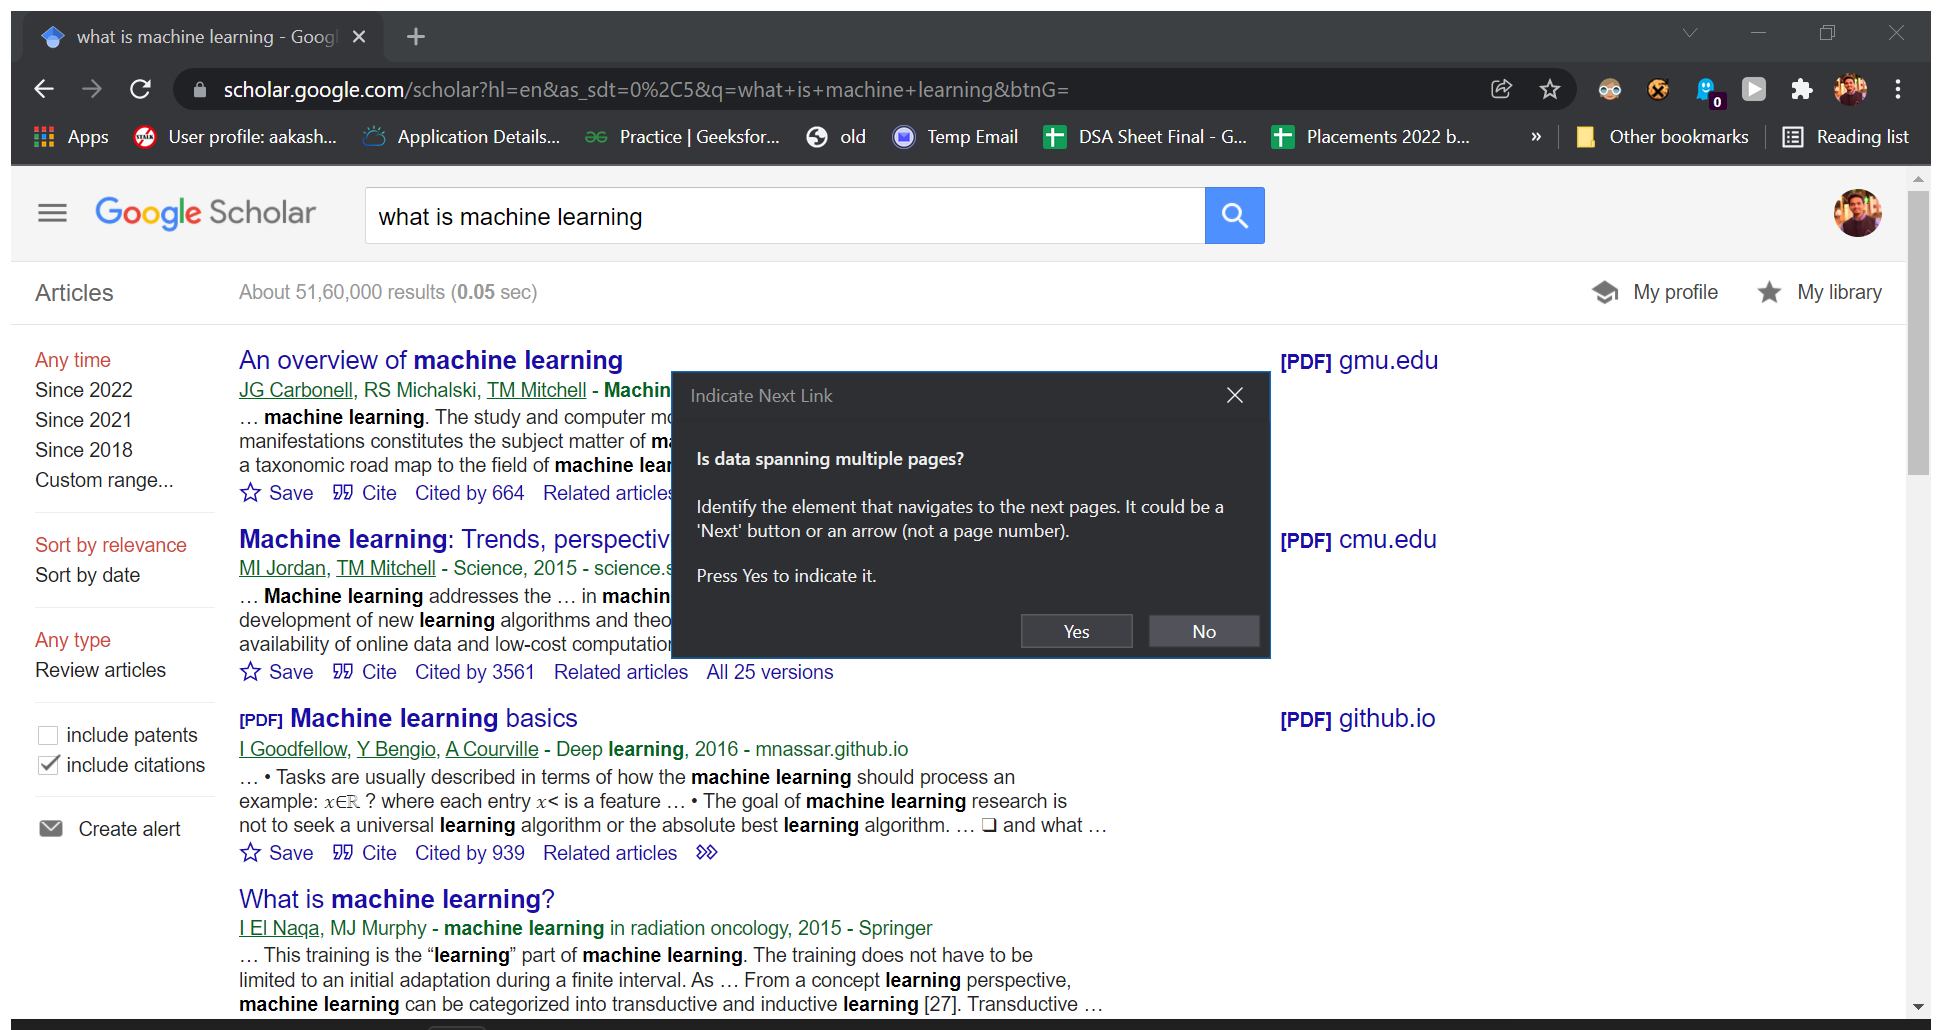 what is machine learning - Googl
scholar.google.com/scholar?hl=en&as_sdt=0%2C5&q=what+is+machine+learning&btnG=
0
Apps
STALK
User profile: aakash...
Application Details...
Practice | Geeksfor...
old
Temp Email
DSA Sheet Final - G...
Placements 2022 b...
»
Other bookmarks
Reading list
Google Scholar
what is machine learning
Articles
About 51,60,000 results (0.05 sec)
My profile
My library
Any time
Since 2022
Since 2021
Since 2018
Custom range...
Sort by relevance
Sort by date
Any type
Review articles
include patents
include citations
Create alert
An overview of machine learning
[PDF] gmu.edu
JG Carbonell, RS Michalski, TM Mitchell - Machin
… machine learning. The study and computer mo
manifestations constitutes the subject matter of ma
a taxonomic road map to the field of machine lear
Save Cite Cited by 664 Related articles
Machine learning: Trends, perspectiv
[PDF] cmu.edu
MI Jordan, TM Mitchell - Science, 2015 - science.s
… Machine learning addresses the … in machin
development of new learning algorithms and theo
availability of online data and low-cost computation
Save Cite Cited by 3561 Related articles All 25 versions
Indicate Next Link
Is data spanning multiple pages?
Identify the element that navigates to the next pages. It could be a
'Next' button or an arrow (not a page number).
Press Yes to indicate it.
Yes
No
[PDF] Machine learning basics
[PDF] github.io
I Goodfellow, Y Bengio, A Courville - Deep learning, 2016 - mnassar.github.io
… • Tasks are usually described in terms of how the machine learning should process an
example: 𝑥∈ℝ ? where each entry 𝑥< is a feature … • The goal of machine learning research is
not to seek a universal learning algorithm or the absolute best learning algorithm. … ❑ and what …
Save Cite Cited by 939 Related articles
What is machine learning?
I El Naqa, MJ Murphy - machine learning in radiation oncology, 2015 - Springer
… This training is the “learning” part of machine learning. The training does not have to be
limited to an initial adaptation during a finite interval. As … From a concept learning perspective,
machine learning can be categorized into transductive and inductive learning [27]. Transductive …